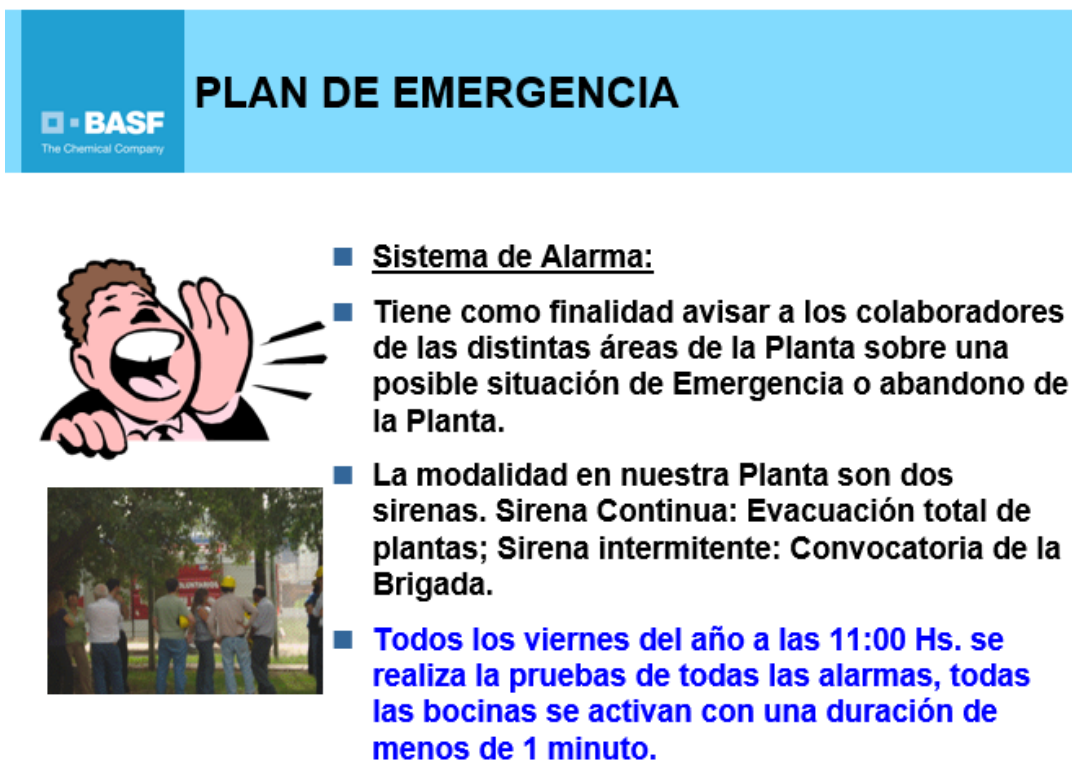 PLAN DE EMERGENCIA
BASF
The Chemical Company
Sistema de Alarma:
Tiene como finalidad avisar a los colaboradores
de las distintas áreas de la Planta sobre una
posible situación de Emergencia o abandono de
la Planta.
La modalidad en nuestra Planta son dos
sirenas. Sirena Continua: Evacuación total de
plantas; Sirena intermitente: Convocatoria de la
Brigada.
VOLUNTARIOS
Todos los viernes del año a las 11:00 Hs. se
realiza la pruebas de todas las alarmas, todas
las bocinas se activan con una duración de
menos de 1 minuto.